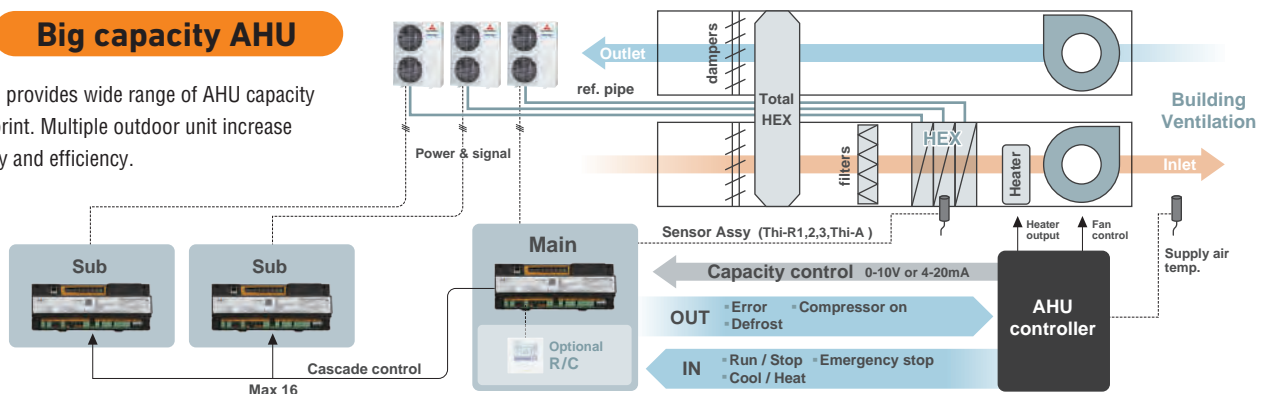 Big capacity AHU
provides wide range of AHU capacity
print. Multiple outdoor unit increase
y and efficiency.
Outlet
dampers
ref. pipe
Total
HEX
Building
Ventilation
Power & signal
filters
HEX
Heater
Inlet
Sensor Assy (Thi-R1,2,3,Thi-A )
Heater
output
Fan
control
Supply air
temp.
Sub
Sub
Main
Capacity control 0-10V or 4-20mA
OUT
Error
Compressor on
Defrost
AHU
controller
Optional
R/C
IN
Run / Stop
Emergency stop
Cool / Heat
Cascade control
Max 16